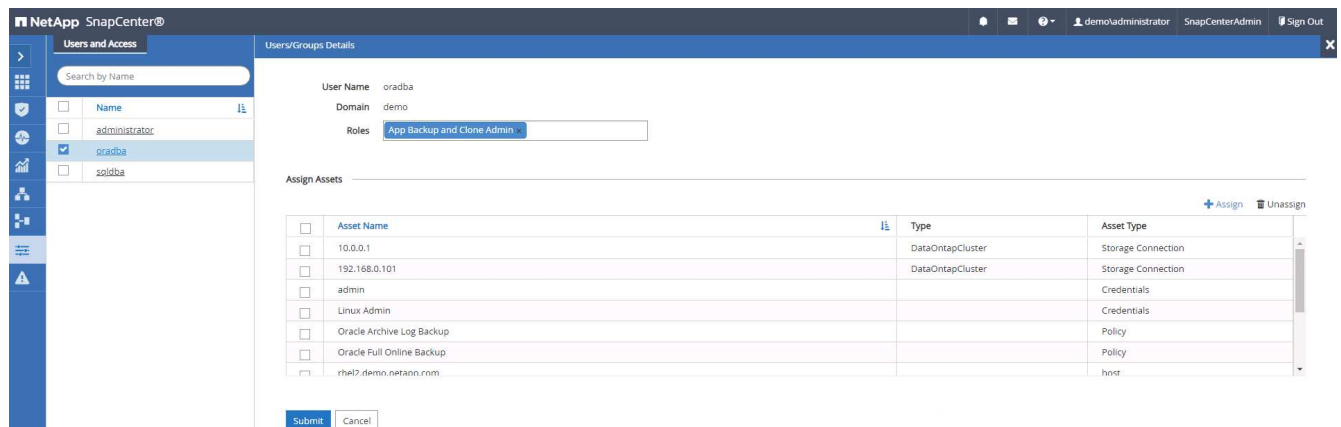 NetApp SnapCenter® demo\administrator SnapCenterAdmin Sign Out
Users and Access
Users/Groups Details
Search by Name
Name
administrator
oradba
sqldba
User Name oradba
Domain demo
Roles App Backup and Clone Admin ×
Assign Assets
Assign Unassign
Asset Name Type Asset Type
10.0.0.1 DataOntapCluster Storage Connection
192.168.0.101 DataOntapCluster Storage Connection
admin Credentials
Linux Admin Credentials
Oracle Archive Log Backup Policy
Oracle Full Online Backup Policy
rhel2.demo.netapp.com host
Submit Cancel